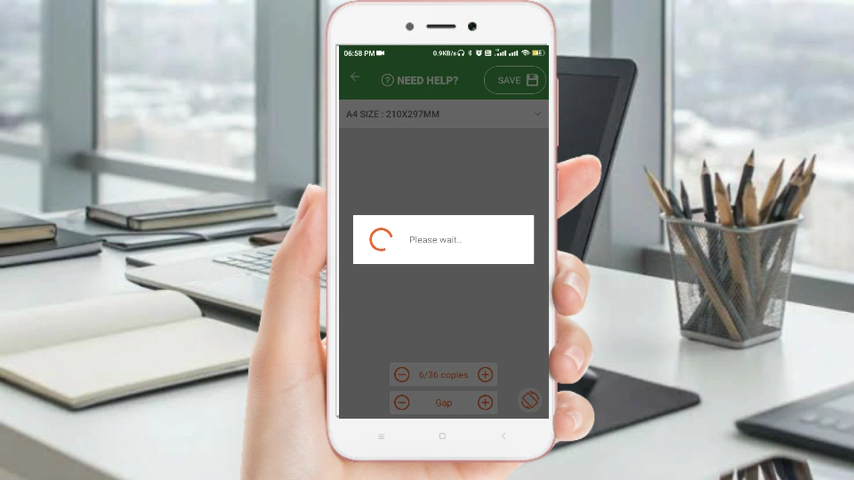 06:58 PM 0.9KB/s
NEED HELP? SAVE
A4 SIZE : 210X297MM
Please wait..
6/36 copies
Gap